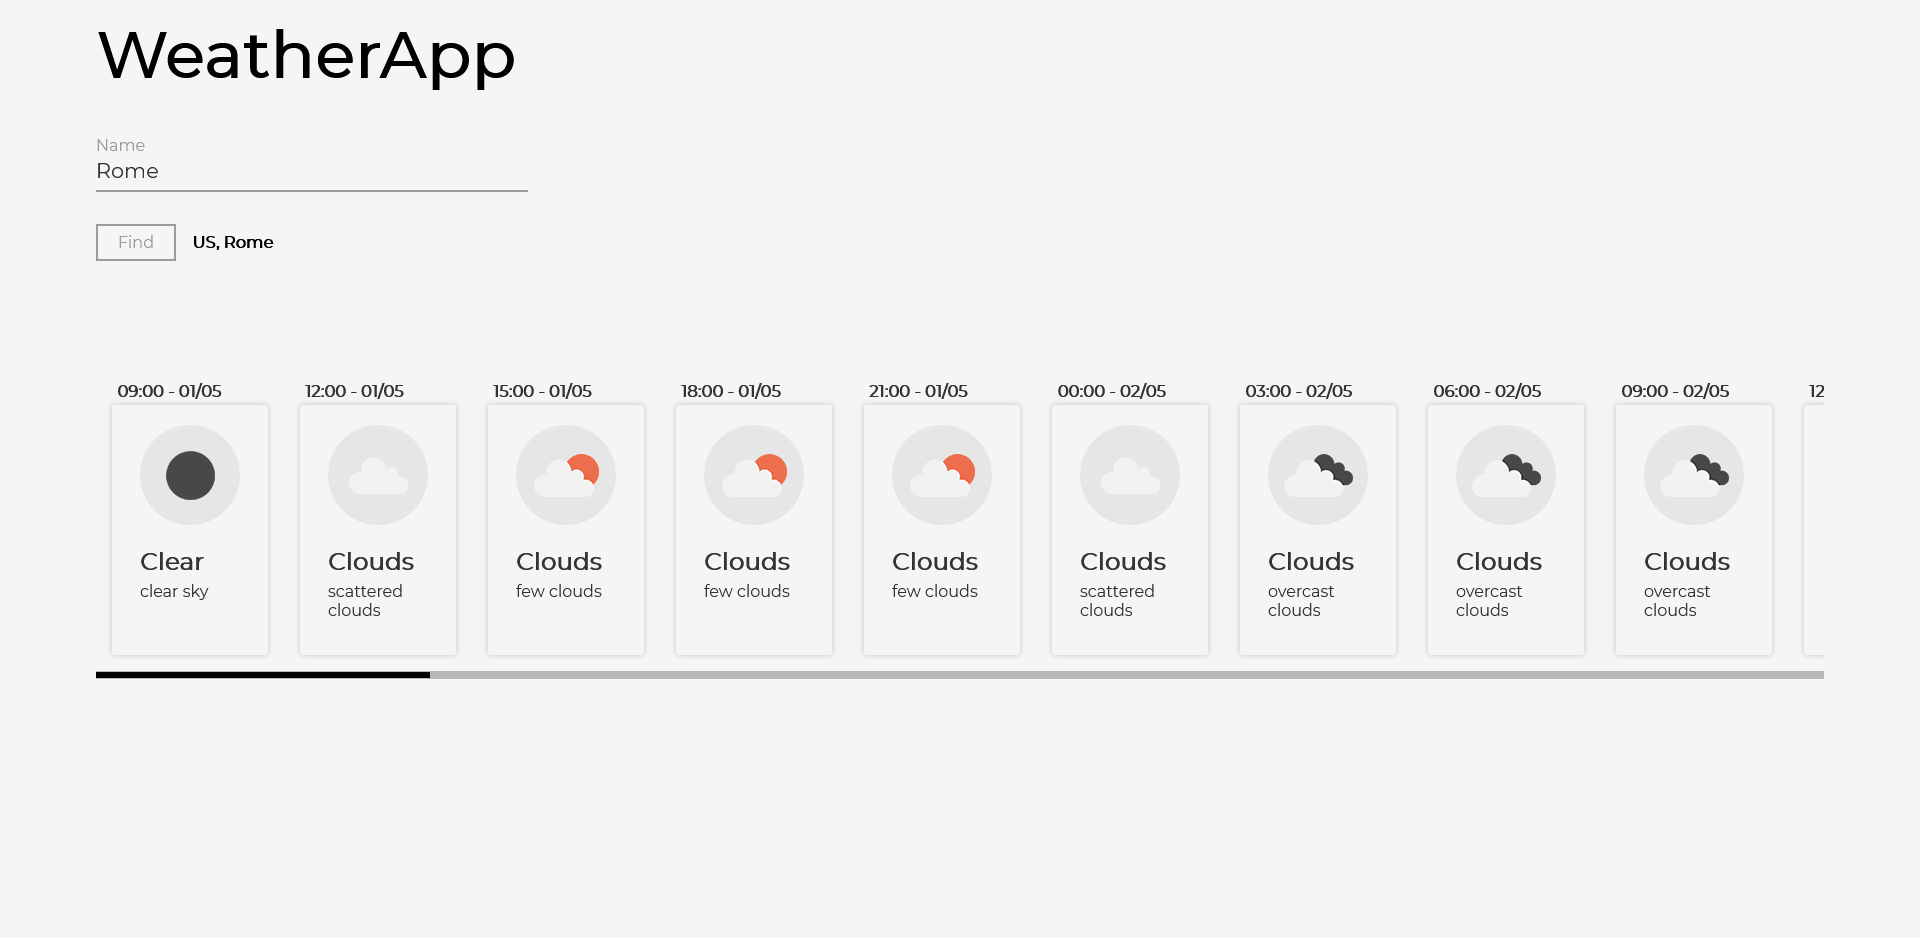 WeatherApp
Name
Rome
Find
US, Rome
09:00 - 01/05
12:00 - 01/05
15:00 - 01/05
18:00 - 01/05
21:00 - 01/05
00:00 - 02/05
03:00 - 02/05
06:00 - 02/05
09:00 - 02/05
12
Clear
clear sky
Clouds
scattered
clouds
Clouds
few clouds
Clouds
few clouds
Clouds
few clouds
Clouds
scattered
clouds
Clouds
overcast
clouds
Clouds
overcast
clouds
Clouds
overcast
clouds